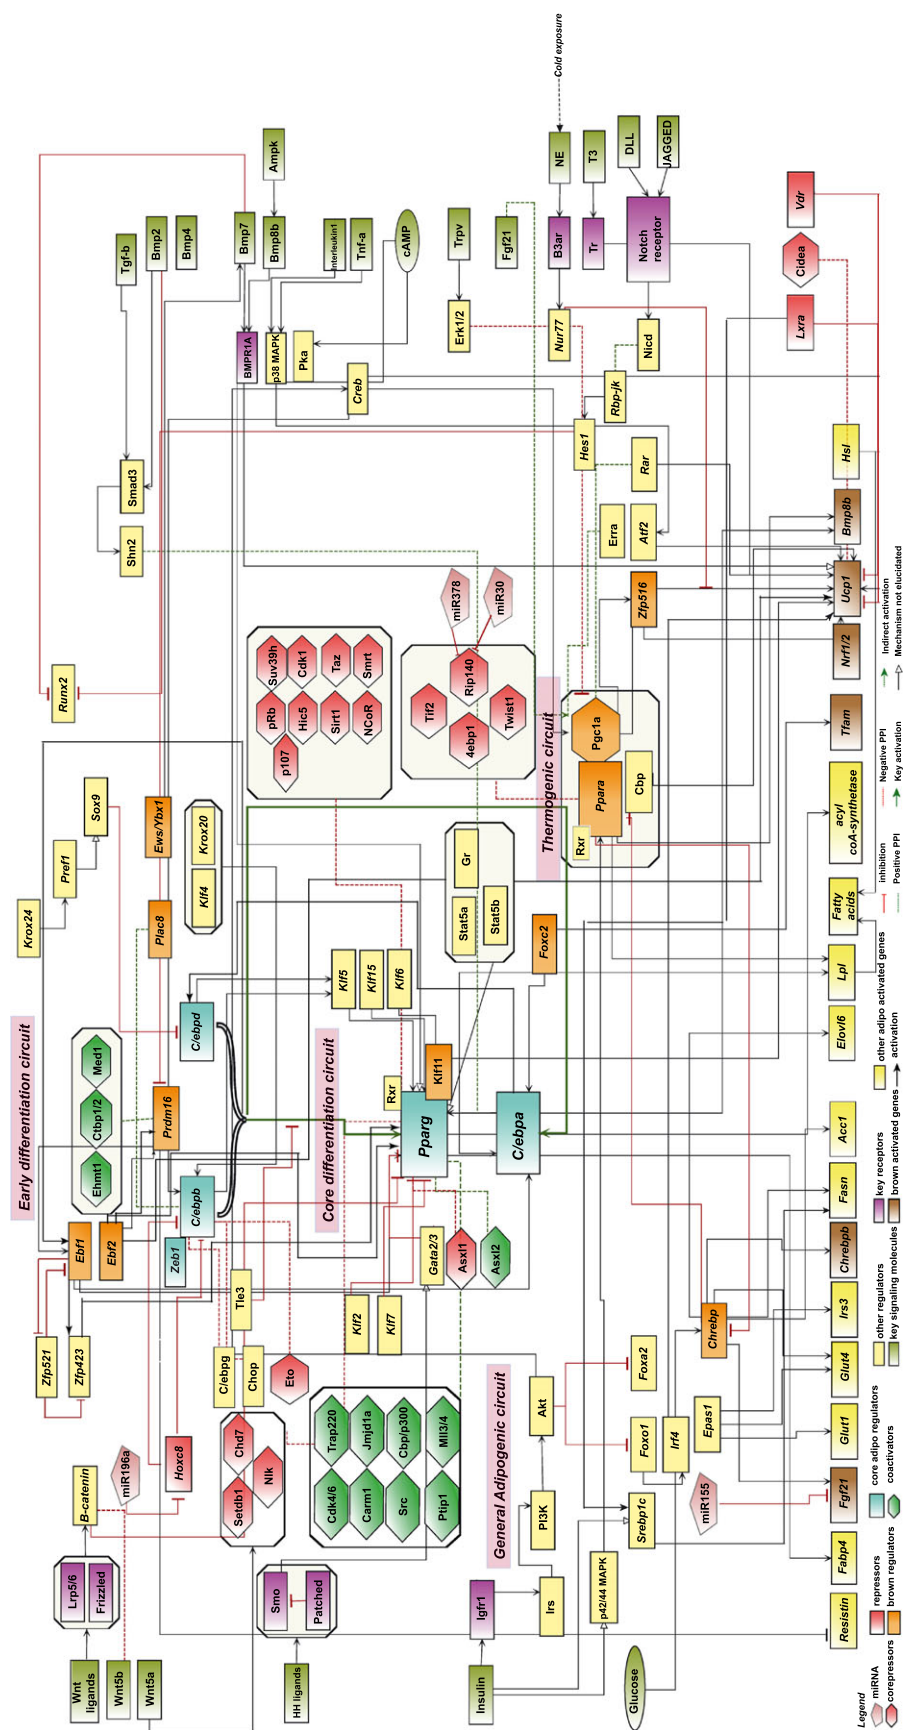 Early differentiation circuit
Core differentiation circuit
General Adipogenic circuit
Thermogenic circuit
Wnt
ligands
Wnt5b
Wnt5a
Lrp5/6
Frizzled
B-catenin
miR196a
Hoxc8
Zfp521
Zfp423
Ebf1
Ebf2
Ehmt1
Ctbp1/2
Med1
Krox24
Pref1
Sox9
Runx2
Shn2
Smad3
Tgf-b
Bmp2
Bmp4
Bmp7
Bmp8b
Ampk
Prdm16
Plac8
Ews/Ybx1
Zeb1
C/ebpb
C/ebpd
Klf4
Krox20
C/ebpg
Chop
Tle3
Eto
Setdb1
Chd7
Nlk
HH ligands
Smo
Patched
Cdk4/6
Trap220
Carm1
Jmjd1a
Src
Cbp/p300
Ptip1
Mll3/4
Klf2
Klf7
Gata2/3
Asxl1
Asxl2
Klf5
Klf15
Klf6
Rxr
Pparg
Klf11
C/ebpa
Stat5a
Gr
Stat5b
Foxc2
p107
pRb
Suv39h
Hic5
Cdk1
Sirt1
Taz
NCoR
Smrt
Tif2
Rip140
4ebp1
Twist1
miR378
miR30
BMPR1A
p38 MAPK
Pka
Creb
Interleukin1
Tnf-a
cAMP
Trpv
Erk1/2
Fgf21
Cold exposure
NE
B3ar
Nur77
T3
Tr
DLL
JAGGED
Notch
receptor
Nicd
Rbp-jk
Hes1
Rar
Erra
Atf2
Zfp516
Rxr
Ppara
Pgc1a
Cbp
Insulin
Igfr1
Irs
PI3K
Akt
Foxa2
Foxo1
p42/44 MAPK
Srebp1c
Glucose
Irf4
miR155
Epas1
Chrebp
Vdr
Cidea
Lxra
Resistin
Fabp4
Fgf21
Glut1
Glut4
Irs3
Chrebpb
Fasn
Acc1
Elovl6
Lpl
Fatty
acids
acyl
coA-synthetase
Tfam
Nrf1/2
Ucp1
Bmp8b
Hsl
Legend
miRNA
corepressors
repressors
brown regulators
core adipo regulators
coactivators
other regulators
key signaling molecules
key receptors
brown activated genes
other adipo activated genes
activation
inhibition
Positive PPI
Negative PPI
Key activation
Indirect activation
Mechanism not elucidated